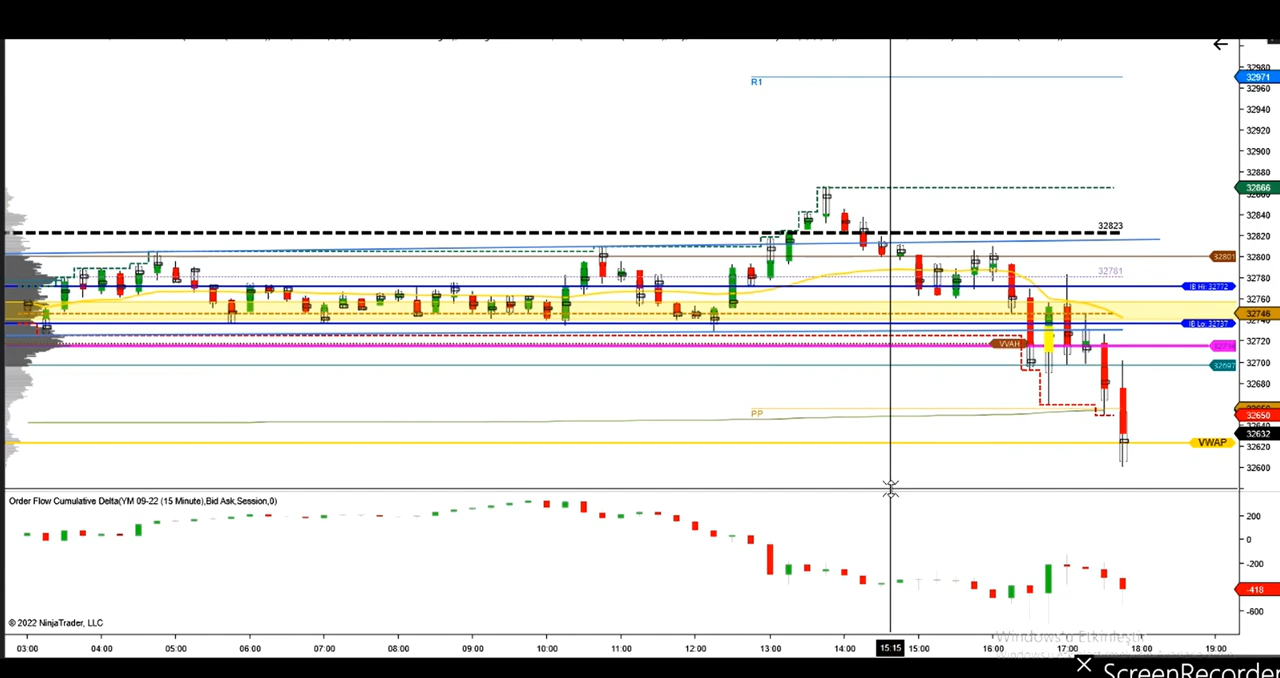 32980
32971
R1
32960
32940
32920
32900
32880
32866
32840
32823
32820
32801
32800
32781
32780
IB Hi: 32772
32760
32746
IB Lo: 32737
32720
VVAH
32700
32697
32680
PP
32650
32640
32632
VWAP
32620
32600
Order Flow Cumulative Delta(YM 09-22 (15 Minute),Bid Ask,Session,0)
200
0
-200
-418
-600
© 2022 NinjaTrader, LLC
Windows'u Etkinleştir
03:00 04:00 05:00 06:00 07:00 08:00 09:00 10:00 11:00 12:00 13:00 14:00 15:15 15:00 16:00 17:00 18:00 19:00
ScreenRecorder